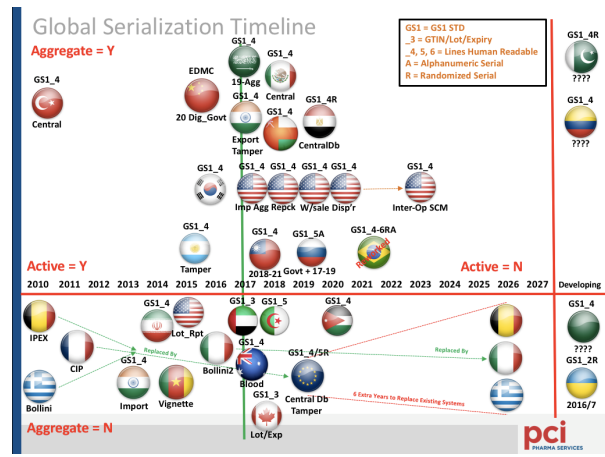 Global Serialization Timeline
GS1 = GS1 STD
_3 = GTIN/Lot/Expiry
_4, 5, 6 = Lines Human Readable
A = Alphanumeric Serial
R = Randomized Serial
Aggregate = Y
GS1_4
Central
EDMC
20 Dig_Govt
GS1_4
19-Agg
GS1_4
Central
GS1_4
Export
Tamper
GS1_4
GS1_4R
CentralDb
GS1_4R
????
GS1_4
????
GS1_4
GS1_4
GS1_4
GS1_4
GS1_4
GS1_4
Imp Agg Repck W/sale Disp'r
Inter-Op SCM
GS1_4
Tamper
GS1_4
2018-21
GS1_5A
Govt + 17-19
GS1_4-6RA
Active = Y
Active = N
2010 2011 2012 2013 2014 2015 2016 2017 2018 2019 2020 2021 2022 2023 2024 2025 2026 2027 Developing
IPEX
CIP
Bollini
Replaced By
GS1_4
GS1_4
Import
Lot_Rpt
Vignette
Bollini2
GS1_3
GS1_5
GS1_4
GS1_4
Blood
GS1_3
Lot/Exp
GS1_4/5R
Central Db
Tamper
Replaced By
6 Extra Years to Replace Existing Systems
GS1_4
????
GS1_2R
2016/7
Aggregate = N
pci
PHARMA SERVICES